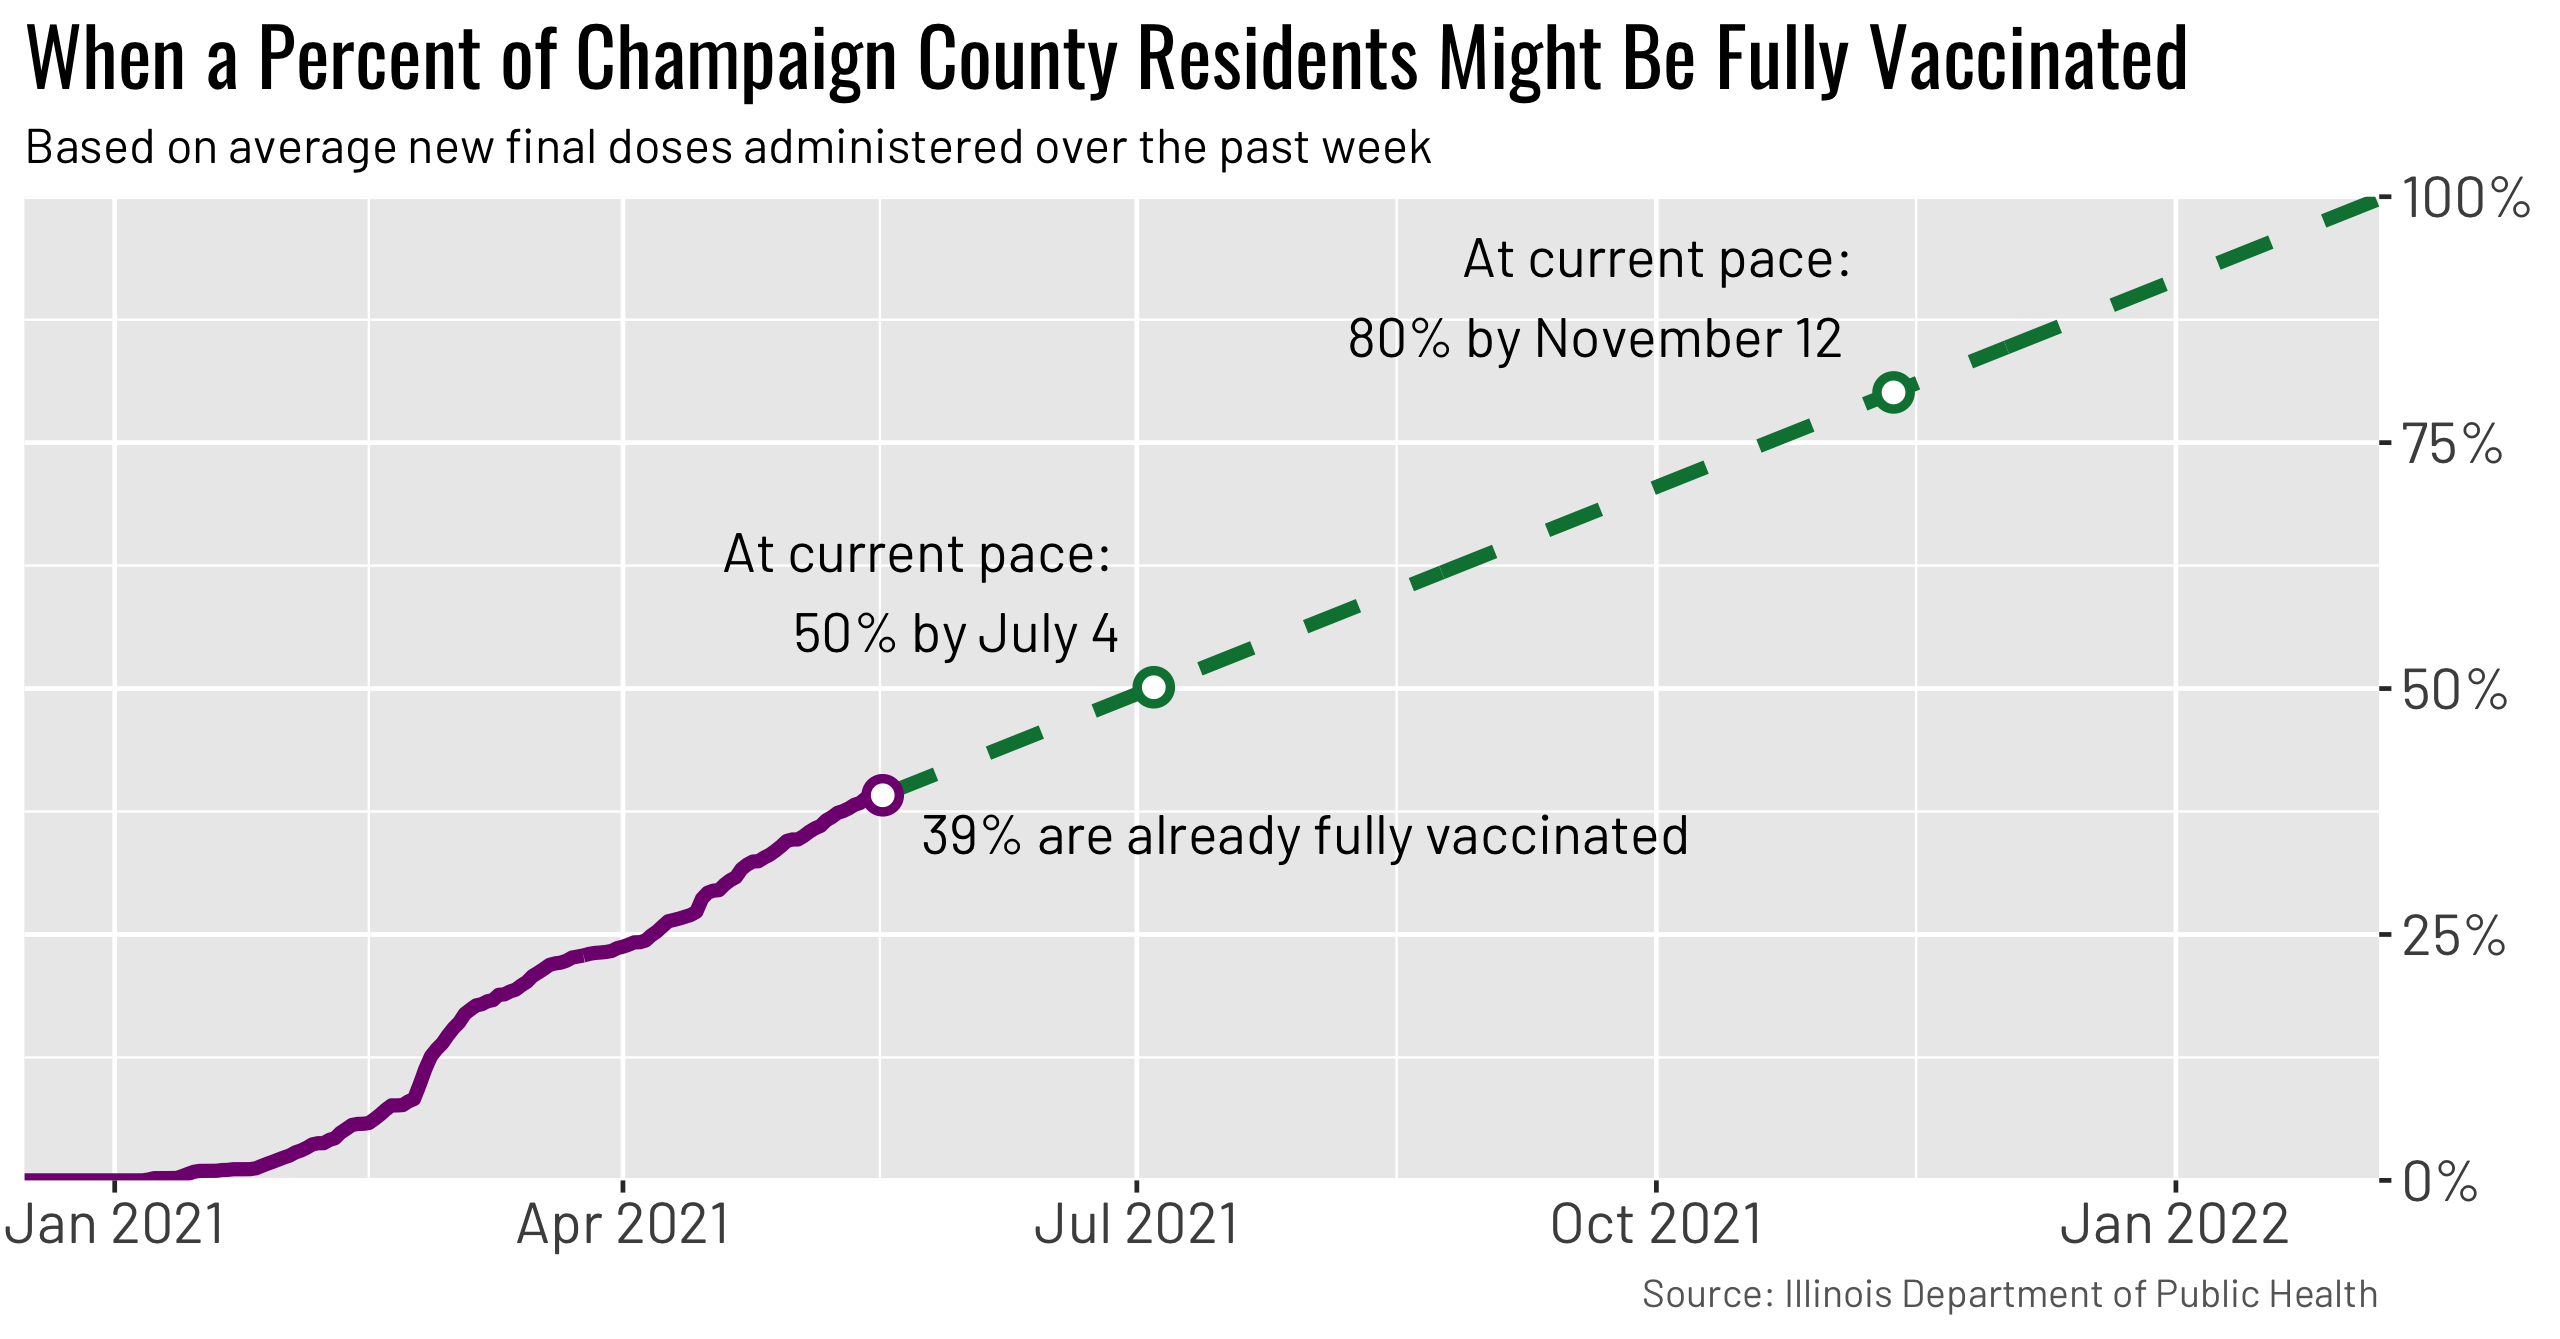 When a Percent of Champaign County Residents Might Be Fully Vaccinated
Based on average new final doses administered over the past week
100%
At current pace:
80% by November 12
75%
At current pace:
50% by July 4
50%
39% are already fully vaccinated
25%
0%
Jan 2021 Apr 2021 Jul 2021 Oct 2021 Jan 2022
Source: Illinois Department of Public Health